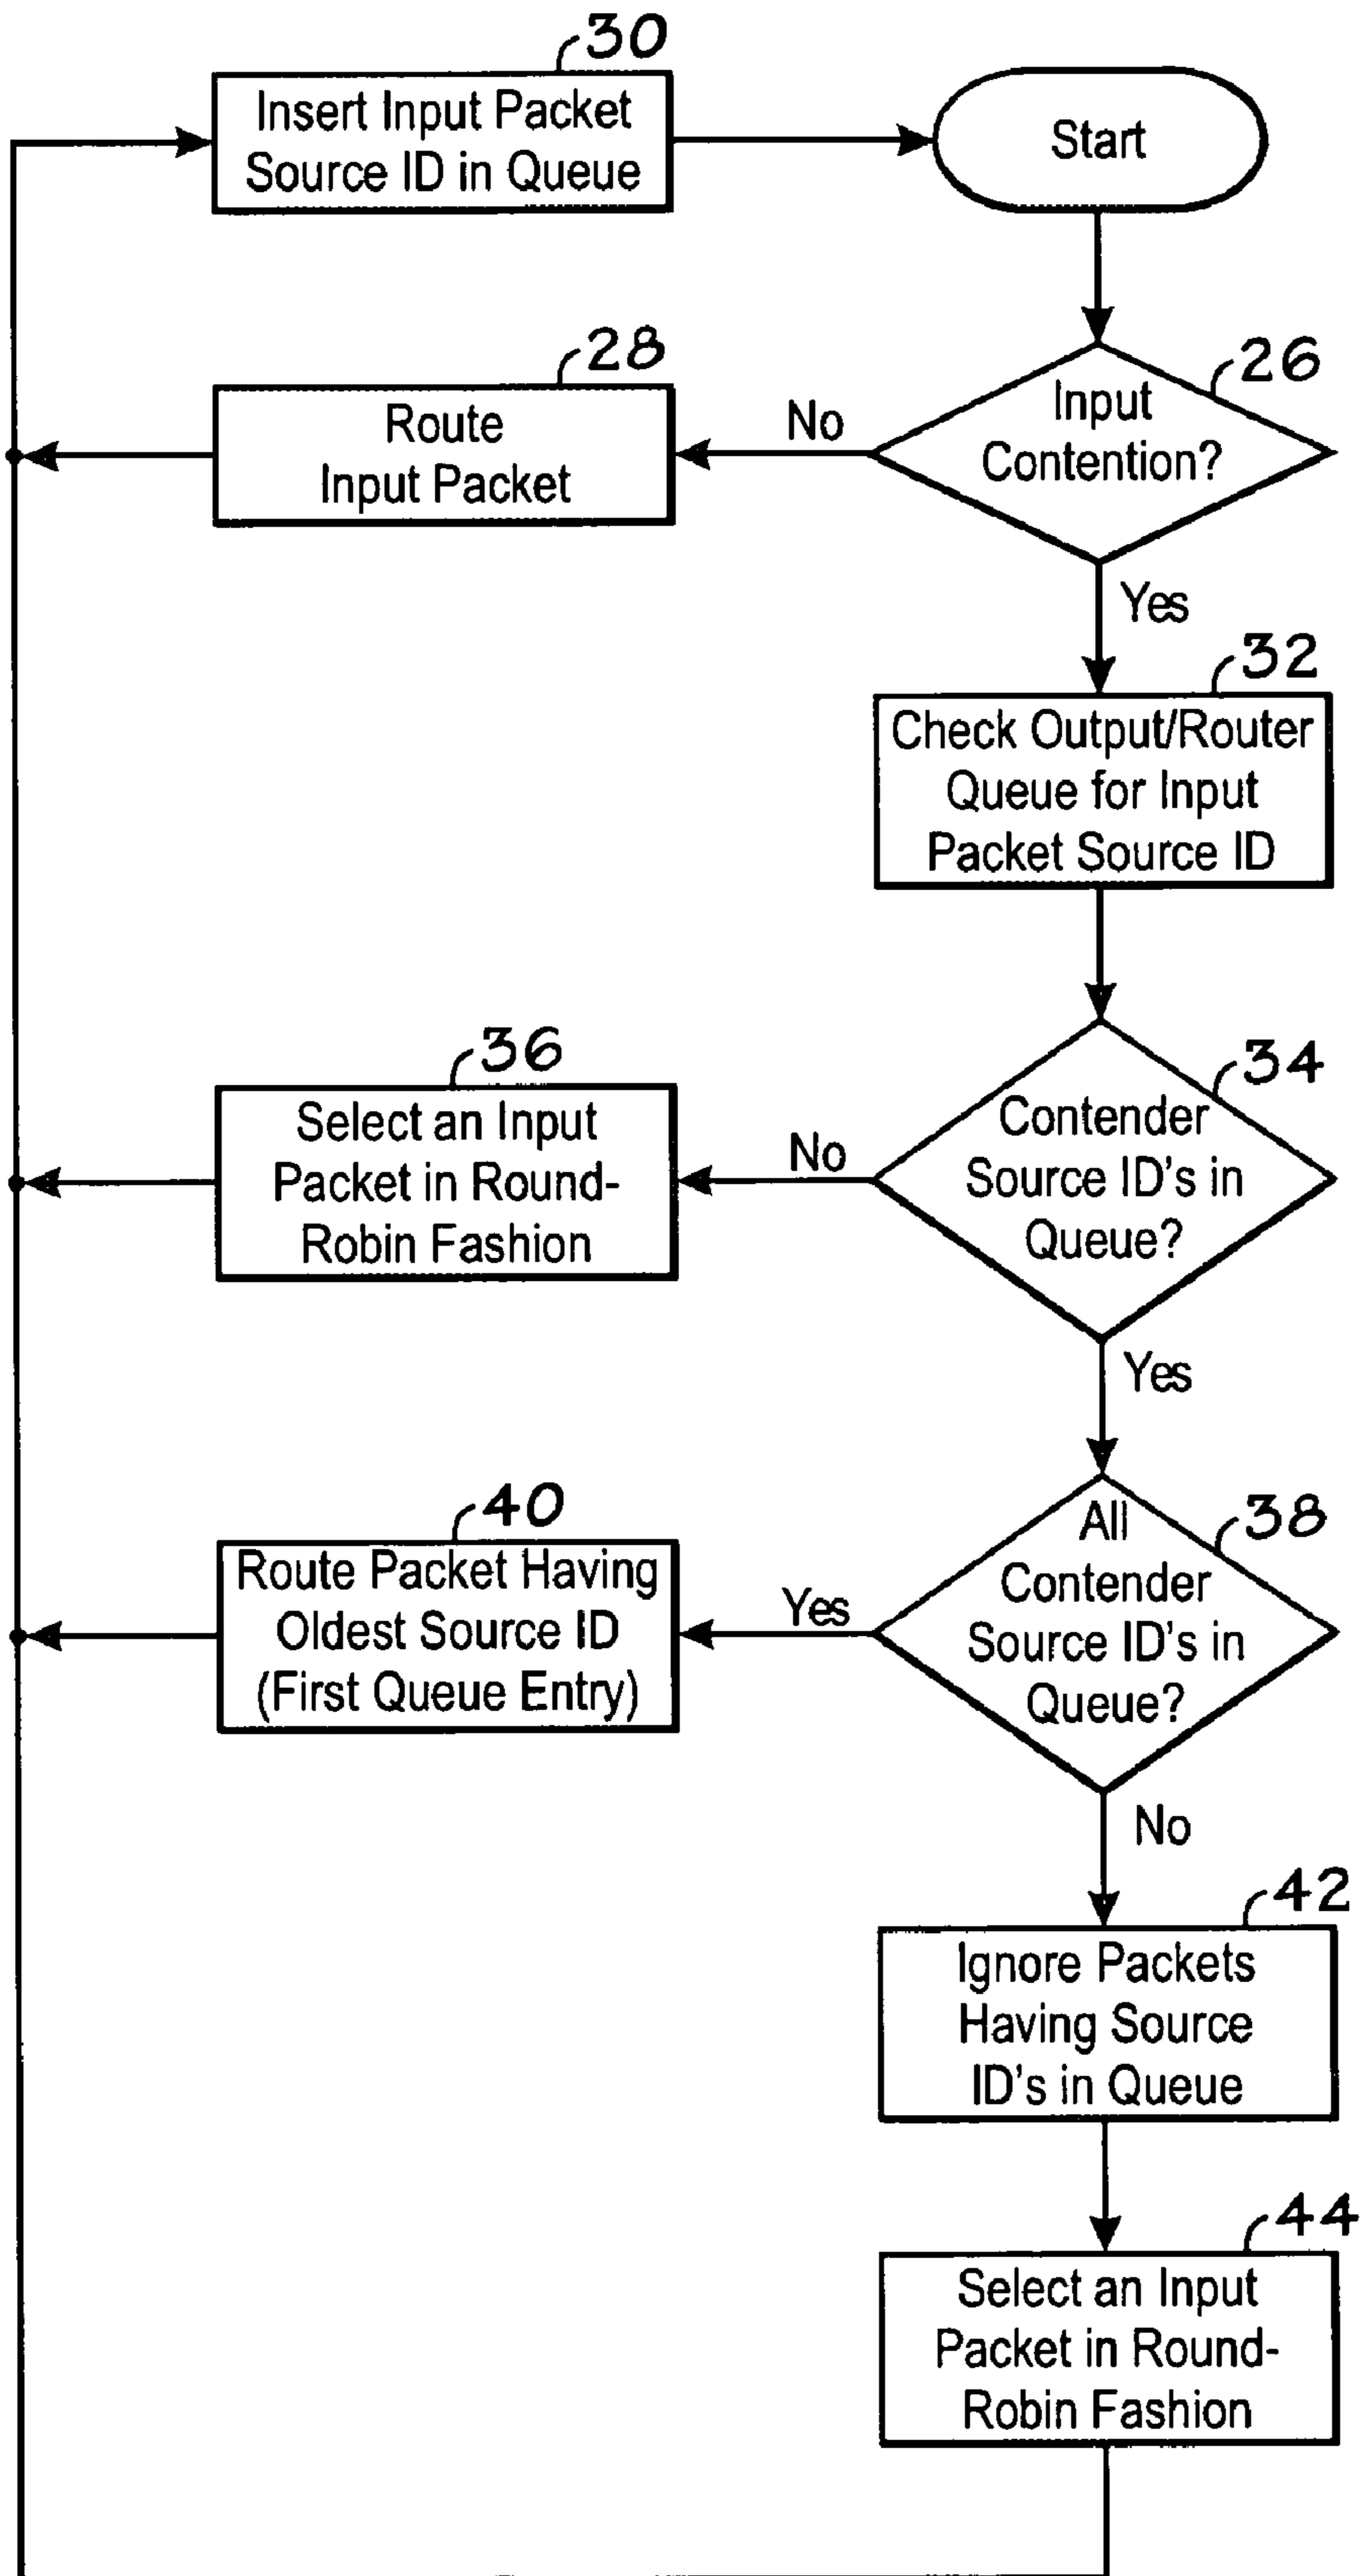 30
Insert Input Packet
Source ID in Queue
Start
28
Route
Input Packet
No
26
Input
Contention?
Yes
32
Check Output/Router
Queue for Input
Packet Source ID
36
Select an Input
Packet in Round-
Robin Fashion
No
34
Contender
Source ID's in
Queue?
Yes
40
Route Packet Having
Oldest Source ID
(First Queue Entry)
Yes
38
All
Contender
Source ID's in
Queue?
No
42
Ignore Packets
Having Source
ID's in Queue
44
Select an Input
Packet in Round-
Robin Fashion